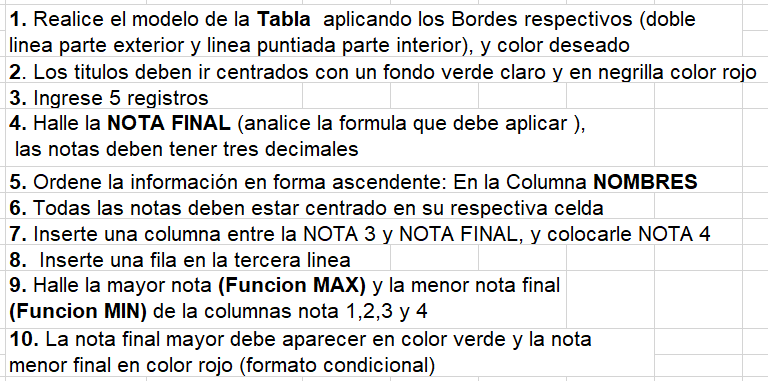 1. Realice el modelo de la Tabla aplicando los Bordes respectivos (doble
linea parte exterior y linea puntiada parte interior), y color deseado
2. Los titulos deben ir centrados con un fondo verde claro y en negrilla color rojo
3. Ingrese 5 registros
4. Halle la NOTA FINAL (analice la formula que debe aplicar ),
las notas deben tener tres decimales
5. Ordene la información en forma ascendente: En la Columna NOMBRES
6. Todas las notas deben estar centrado en su respectiva celda
7. Inserte una columna entre la NOTA 3 y NOTA FINAL, y colocarle NOTA 4
8. Inserte una fila en la tercera linea
9. Halle la mayor nota (Funcion MAX) y la menor nota final
(Funcion MIN) de la columnas nota 1,2,3 y 4
10. La nota final mayor debe aparecer en color verde y la nota
menor final en color rojo (formato condicional)